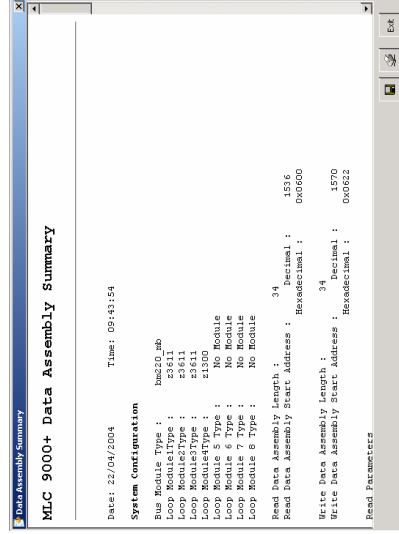 Data Assembly Summary
MLC 9000+ Data Assembly Summary
Date: 22/04/2004 Time: 09:43:54
System Configuration
Bus Module Type : bm220_mb
Loop Module1Type : z3611
Loop Module2Type : z3611
Loop Module3Type : z3611
Loop Module4Type : z1300
Loop Module 5 Type : No Module
Loop Module 6 Type : No Module
Loop Module 7 Type : No Module
Loop Module 8 Type : No Module
Read Data Assembly Length : 34
Read Data Assembly Start Address : Decimal : 1536
Hexadecimal : 0x0600
Write Data Assembly Length : 34
Write Data Assembly Start Address : Decimal : 1570
Hexadecimal : 0x0622
Read Parameters
Exit